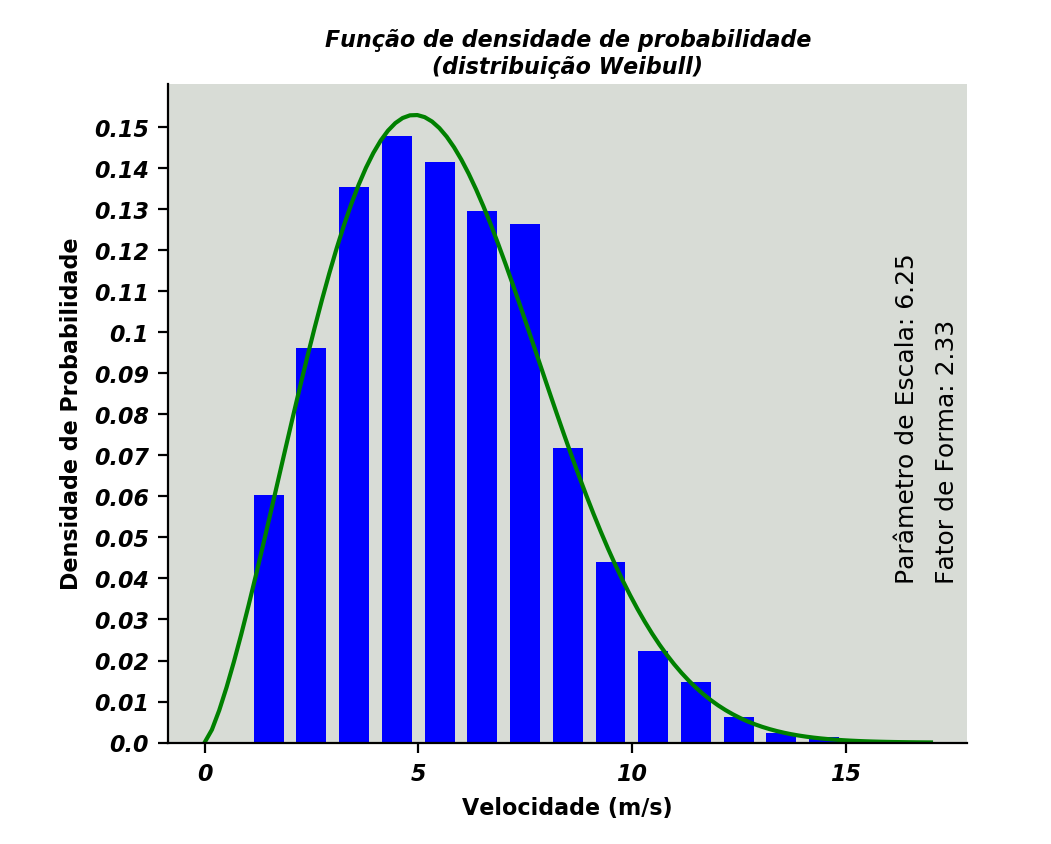 Função de densidade de probabilidade
(distribuição Weibull)
Densidade de Probabilidade
0.15
0.14
0.13
0.12
0.11
0.1
0.09
0.08
0.07
0.06
0.05
0.04
0.03
0.02
0.01
0.0
0 5 10 15
Velocidade (m/s)
Parâmetro de Escala: 6.25
Fator de Forma: 2.33